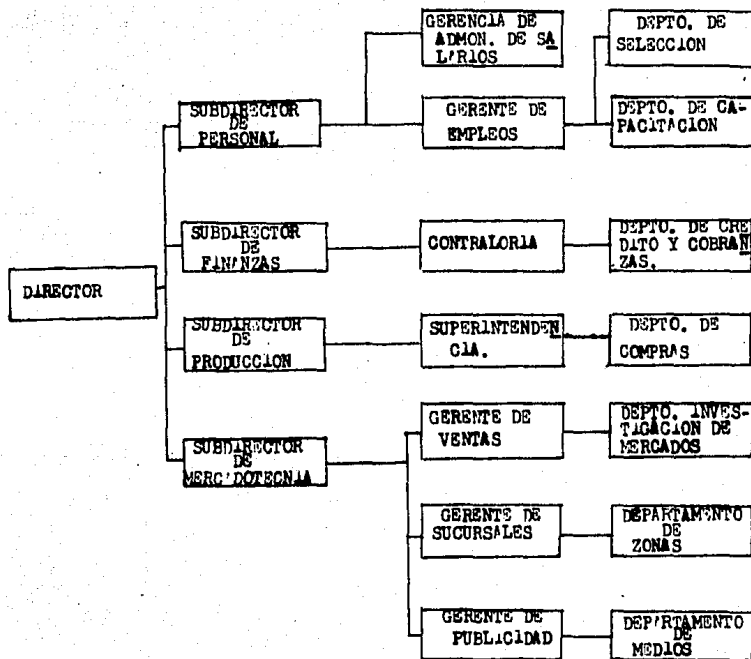 GERENCIA DE
ADMON. DE SA
LARIOS
DEPTO. DE
SELECCION
SUBDIRECTOR
DE
PERSONAL
GERENTE DE
EMPLEOS
DEPTO. DE CA-
PACITACION
SUBDIRECTOR
DE
FINANZAS
CONTRALORIA
DEPTO. DE CRE
DITO Y COBRAN
ZAS.
DIRECTOR
SUBDIRECTOR
DE
PRODUCCION
SUPERINTENDEN
CIA.
DEPTO. DE
COMPRAS
SUBDIRECTOR
DE
MERCADOTECNIA
GERENTE DE
VENTAS
DEPTO. INVES-
TIGACION DE
MERCADOS
GERENTE DE
SUCURSALES
DEPARTAMENTO
DE
ZONAS
GERENTE DE
PUBLICIDAD
DEPARTAMENTO
DE
MEDIOS